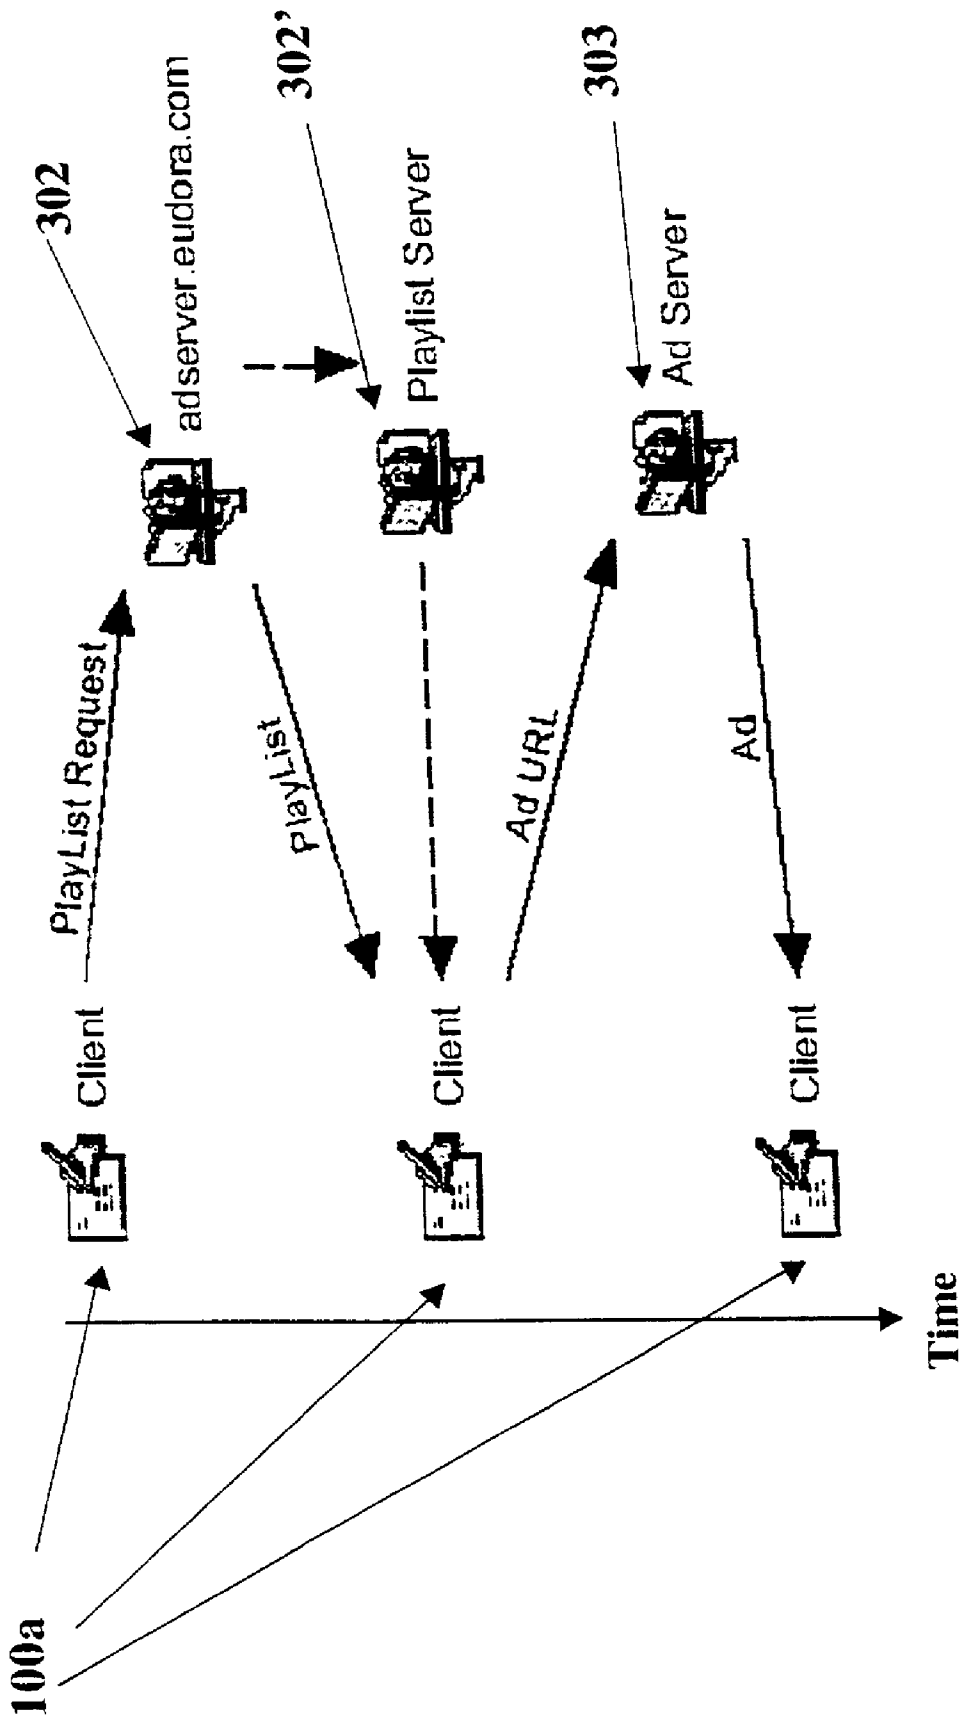 100a
Time
Client
PlayList Request
302
adserver.eudora.com
PlayList
302'
Playlist Server
Client
Ad URL
303
Ad Server
Ad
Client